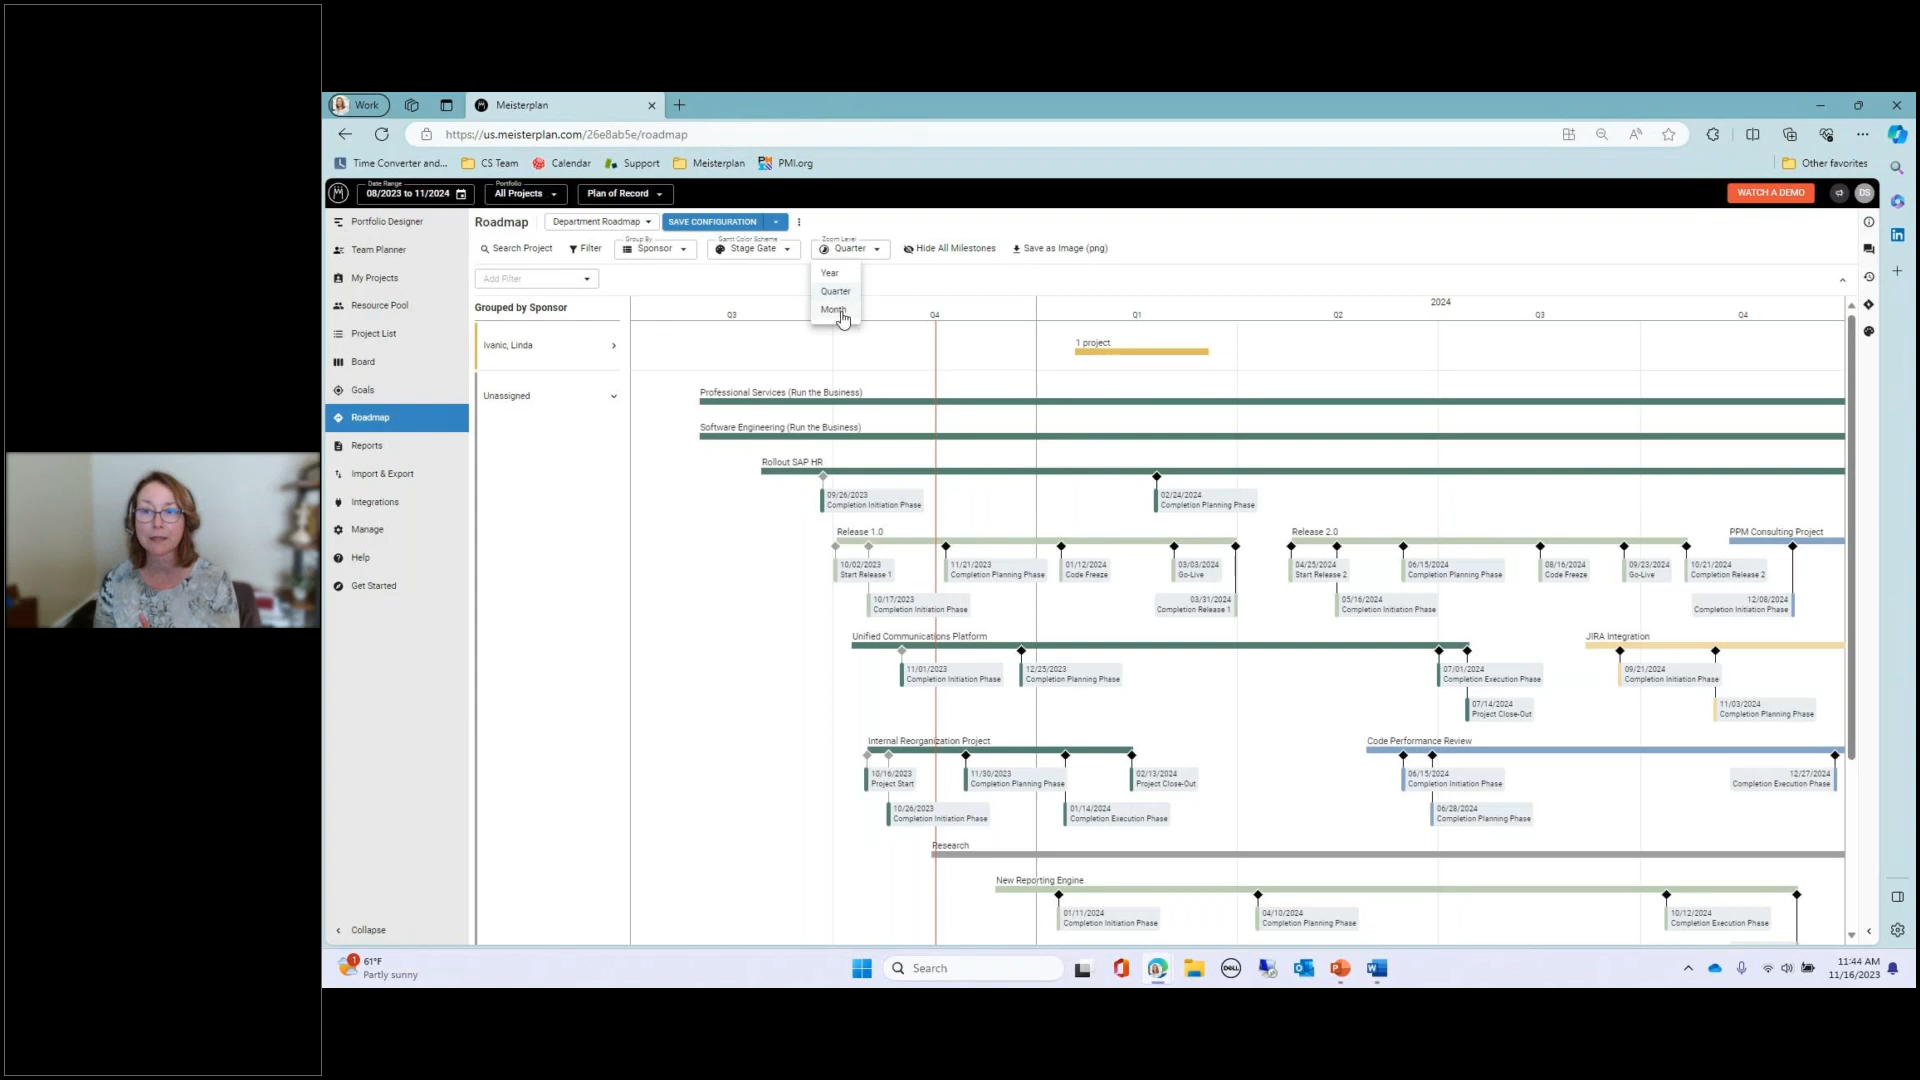 Work
Meisterplan
https://us.meisterplan.com/26e8ab5e/roadmap
Time Converter and...
CS Team
Calendar
Support
Meisterplan
PMI.org
Other favorites
Date Range
08/2023 to 11/2024
Portfolio
All Projects
Plan of Record
WATCH A DEMO
DS
Portfolio Designer
Team Planner
My Projects
Resource Pool
Project List
Board
Goals
Roadmap
Reports
Import & Export
Integrations
Manage
Help
Get Started
Collapse
Roadmap
Department Roadmap
SAVE CONFIGURATION
Search Project
Filter
Group By
Sponsor
Gantt Color Scheme
Stage Gate
Zoom Level
Quarter
Hide All Milestones
Save as Image (png)
Year
Quarter
Month
Add Filter
Grouped by Sponsor
2024
Q3
Q4
Q1
Q2
Q3
Q4
Ivanic, Linda
1 project
Unassigned
Professional Services (Run the Business)
Software Engineering (Run the Business)
Rollout SAP HR
09/26/2023
Completion Initiation Phase
02/24/2024
Completion Planning Phase
Release 1.0
Release 2.0
PPM Consulting Project
10/02/2023
Start Release 1
11/21/2023
Completion Planning Phase
01/12/2024
Code Freeze
03/03/2024
Go-Live
04/25/2024
Start Release 2
06/15/2024
Completion Planning Phase
08/16/2024
Code Freeze
09/23/2024
Go-Live
10/21/2024
Completion Release 2
10/17/2023
Completion Initiation Phase
03/31/2024
Completion Release 1
05/16/2024
Completion Initiation Phase
12/08/2024
Completion Initiation Phase
Unified Communications Platform
JIRA Integration
11/01/2023
Completion Initiation Phase
12/25/2023
Completion Planning Phase
07/01/2024
Completion Execution Phase
09/21/2024
Completion Initiation Phase
07/14/2024
Project Close-Out
11/03/2024
Completion Planning Phase
Internal Reorganization Project
Code Performance Review
10/16/2023
Project Start
11/30/2023
Completion Planning Phase
02/13/2024
Project Close-Out
06/15/2024
Completion Initiation Phase
12/27/2024
Completion Execution Phase
10/26/2023
Completion Initiation Phase
01/14/2024
Completion Execution Phase
06/28/2024
Completion Planning Phase
Research
New Reporting Engine
01/11/2024
Completion Initiation Phase
04/10/2024
Completion Planning Phase
10/12/2024
Completion Execution Phase
1
61°F
Partly sunny
Search
DELL
11:44 AM
11/16/2023